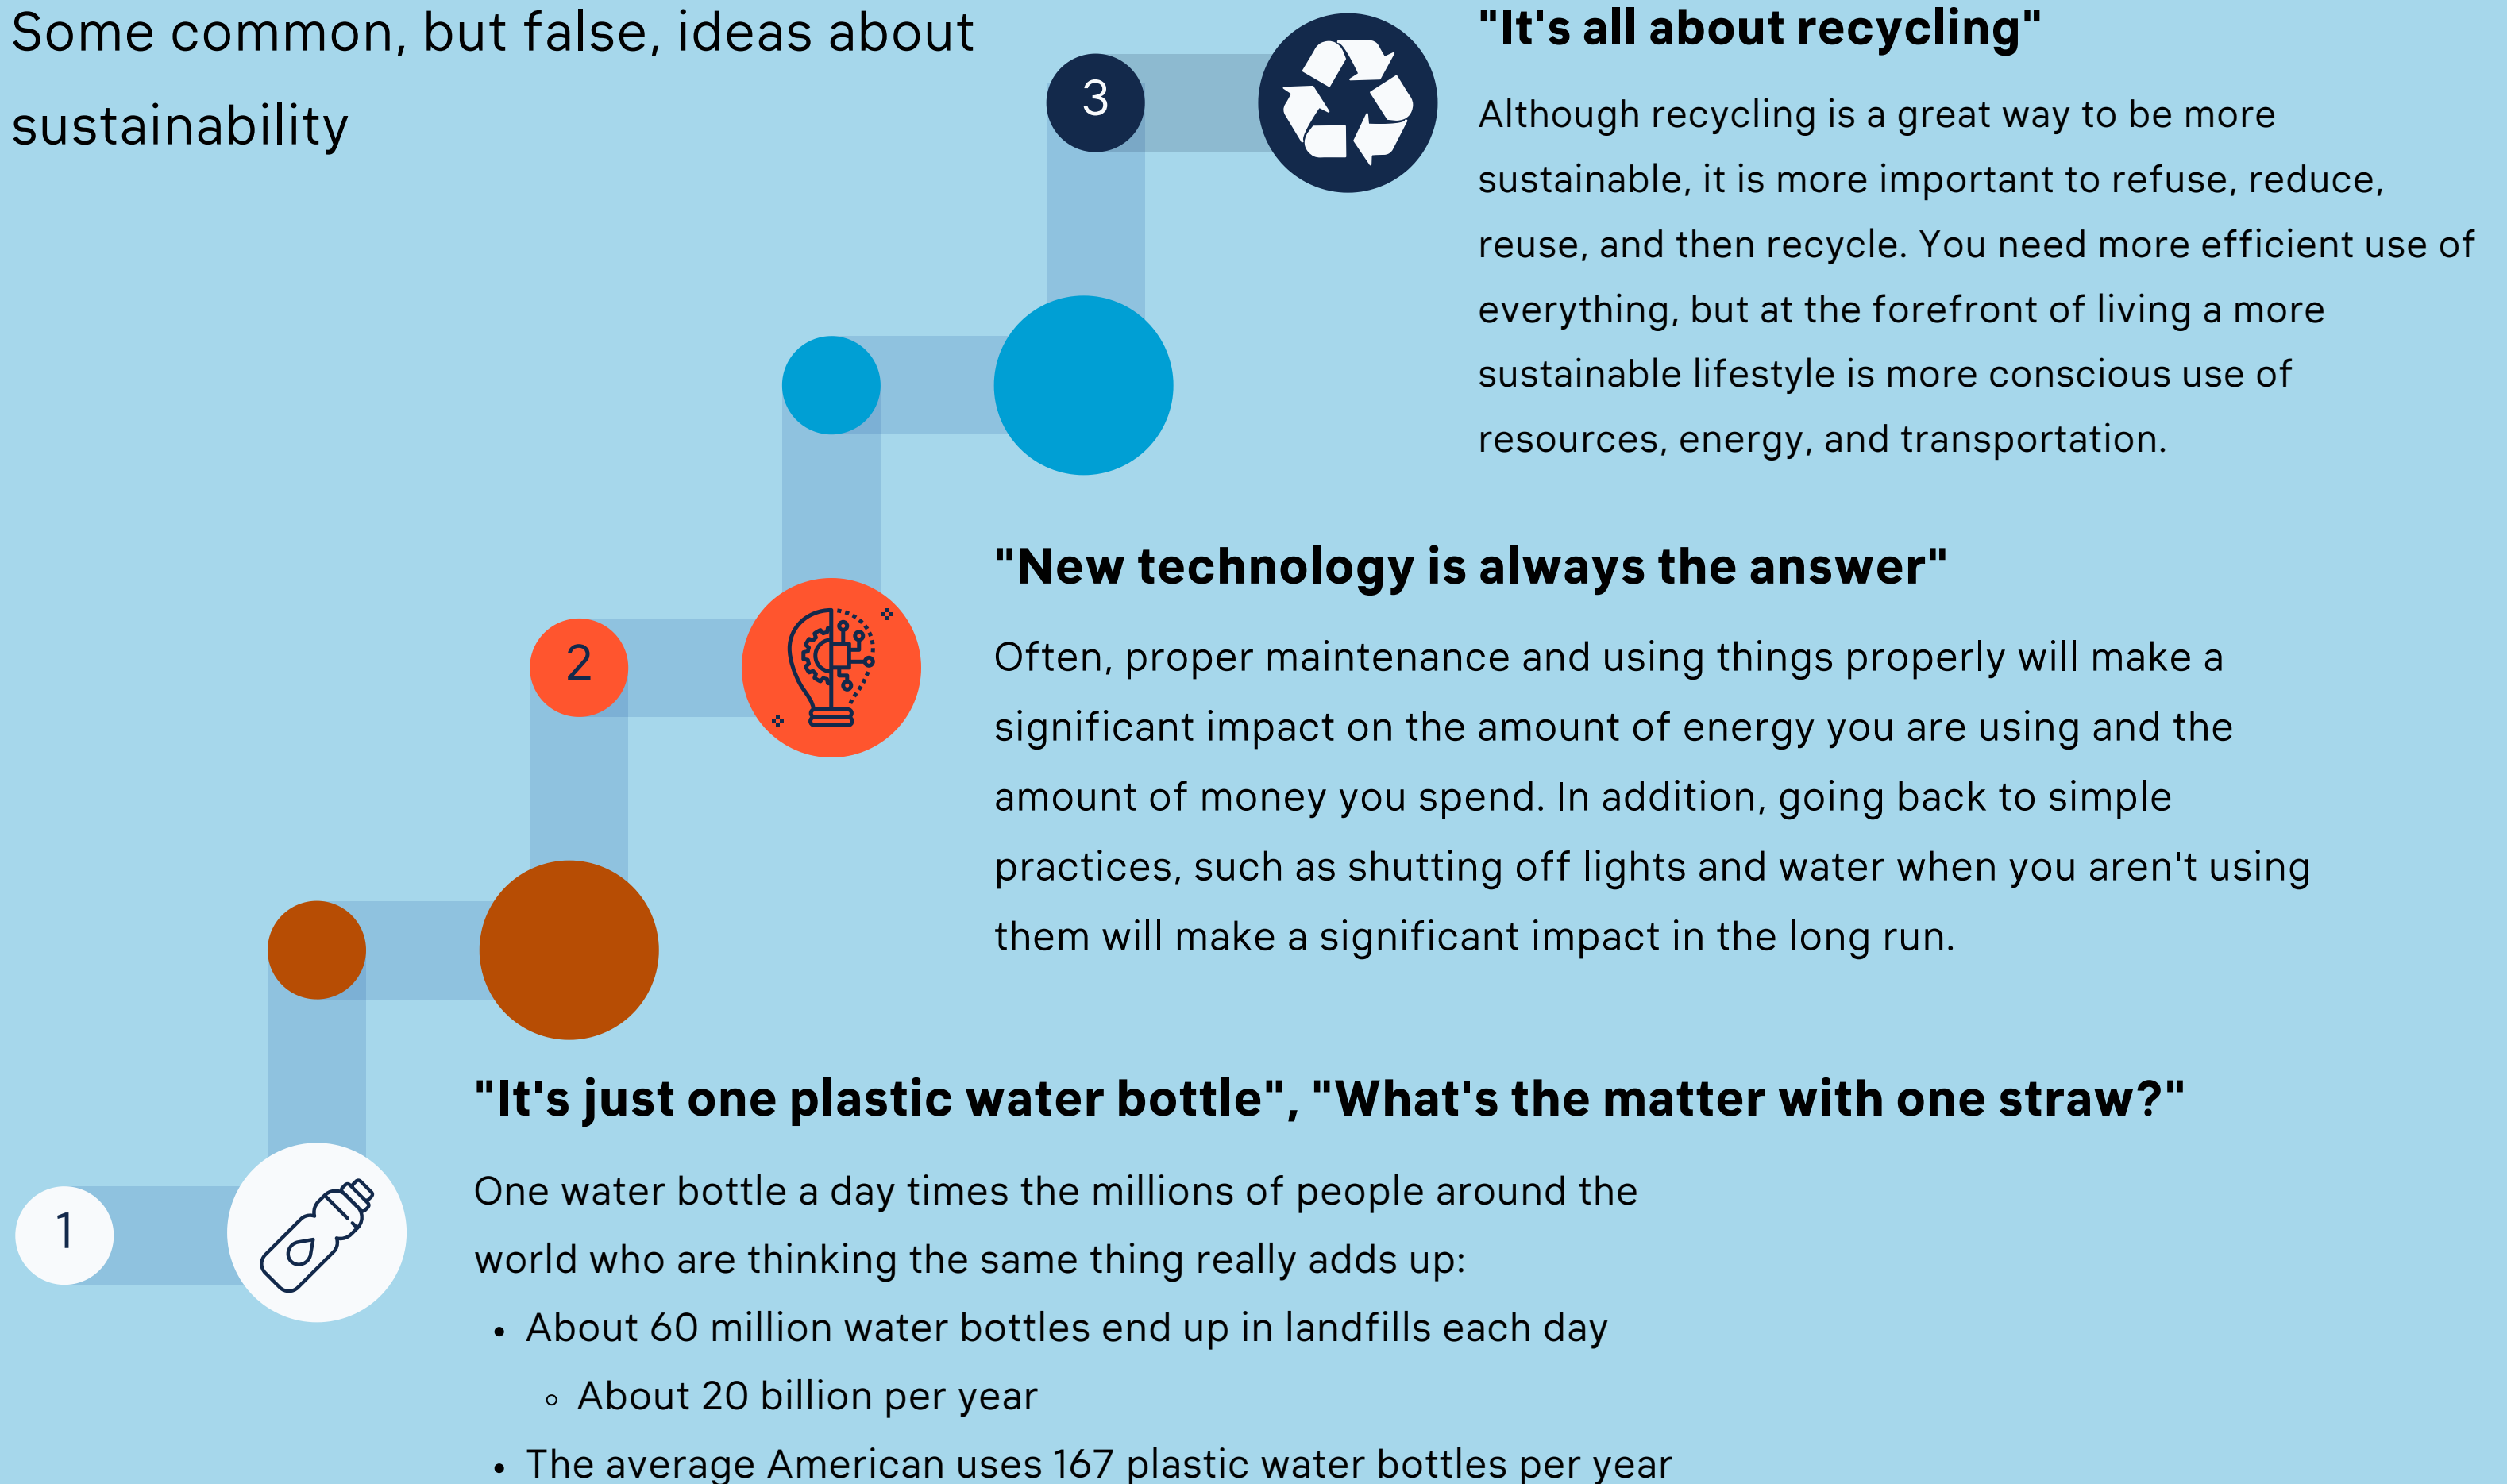 Some common, but false, ideas about
sustainability
3
"It's all about recycling"
Although recycling is a great way to be more
sustainable, it is more important to refuse, reduce,
reuse, and then recycle. You need more efficient use of
everything, but at the forefront of living a more
sustainable lifestyle is more conscious use of
resources, energy, and transportation.
2
"New technology is always the answer"
Often, proper maintenance and using things properly will make a
significant impact on the amount of energy you are using and the
amount of money you spend. In addition, going back to simple
practices, such as shutting off lights and water when you aren't using
them will make a significant impact in the long run.
1
"It's just one plastic water bottle", "What's the matter with one straw?"
One water bottle a day times the millions of people around the
world who are thinking the same thing really adds up:
• About 60 million water bottles end up in landfills each day
◦ About 20 billion per year
• The average American uses 167 plastic water bottles per year